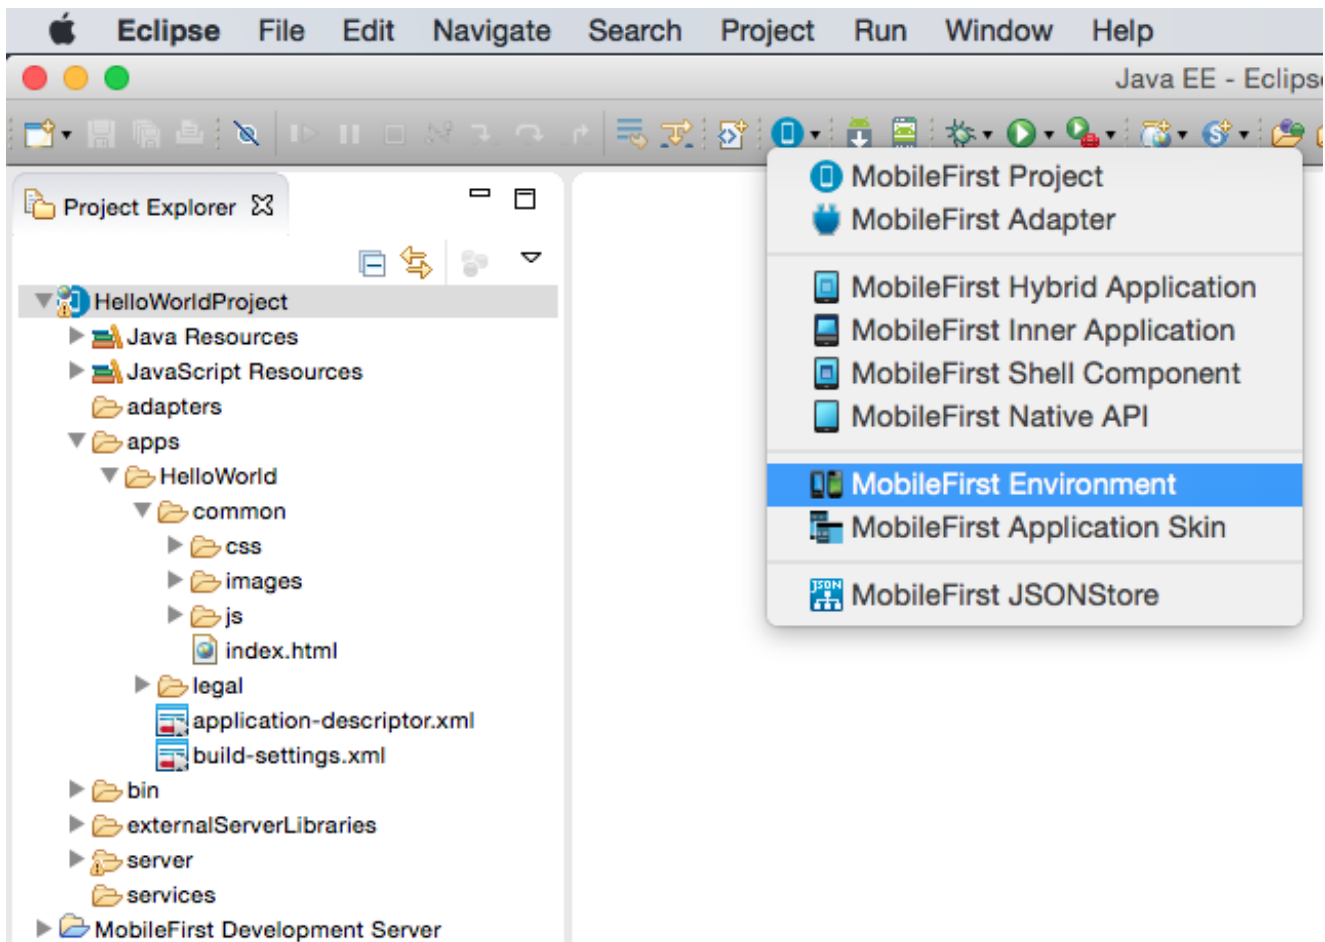 Eclipse File Edit Navigate Search Project Run Window Help
Java EE - Eclips
Project Explorer
HelloWorldProject
Java Resources
JavaScript Resources
adapters
apps
HelloWorld
common
css
images
js
index.html
legal
application-descriptor.xml
build-settings.xml
bin
externalServerLibraries
server
services
MobileFirst Development Server
MobileFirst Project
MobileFirst Adapter
MobileFirst Hybrid Application
MobileFirst Inner Application
MobileFirst Shell Component
MobileFirst Native API
MobileFirst Environment
MobileFirst Application Skin
JSON
MobileFirst JSONStore